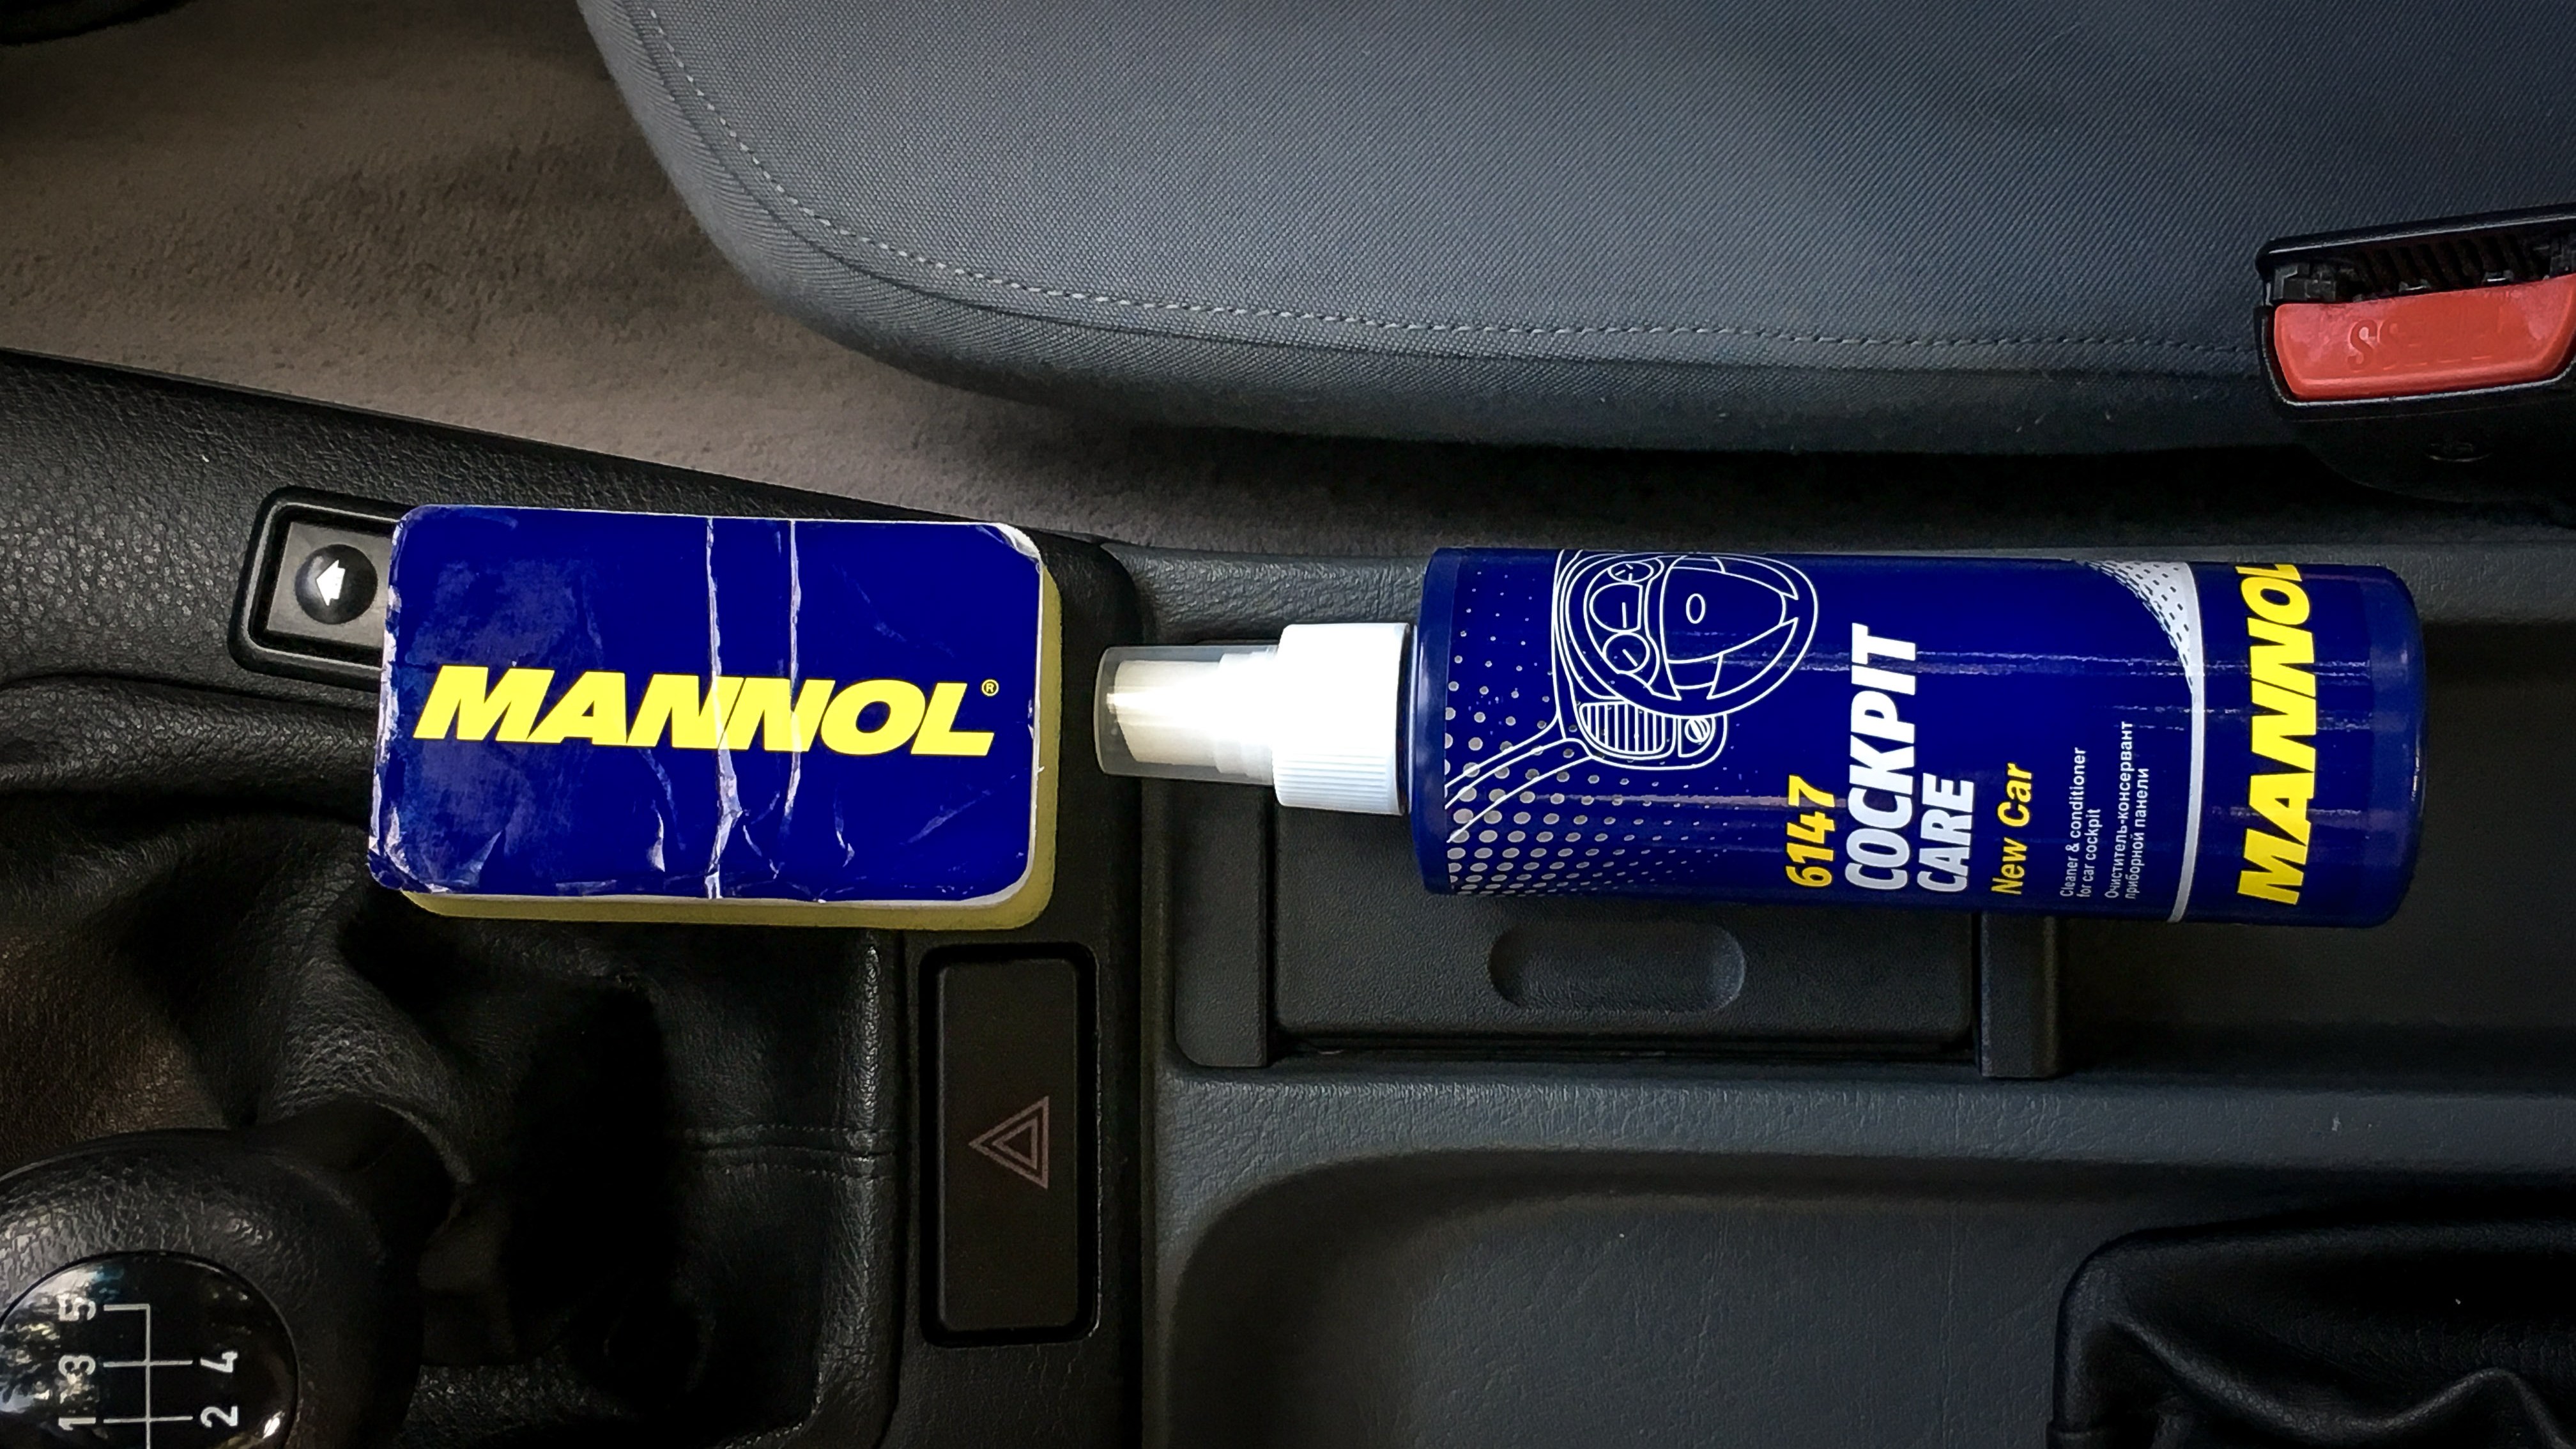 MANNOL®
6147
COCKPIT
CARE
New Car
Cleaner & conditioner
for car cockpit
Очиститель-консервант
приборной панели
MANNOL
PRESS
5
3 4
1 2